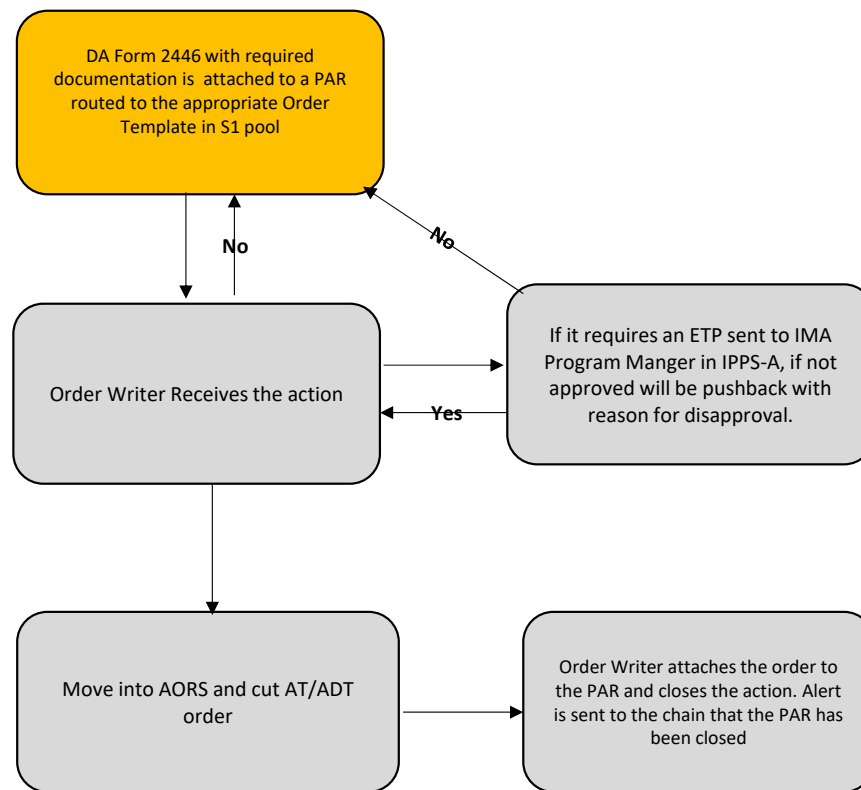 DA Form 2446 with required
documentation is  attached to a PAR
routed to the appropriate Order
Template in S1 pool
No
No
Order Writer Receives the action
If it requires an ETP sent to IMA
Program Manger in IPPS-A, if not
approved will be pushback with
reason for disapproval.
Yes
Move into AORS and cut AT/ADT
order
Order Writer attaches the order to
the PAR and closes the action. Alert
is sent to the chain that the PAR has
been closed